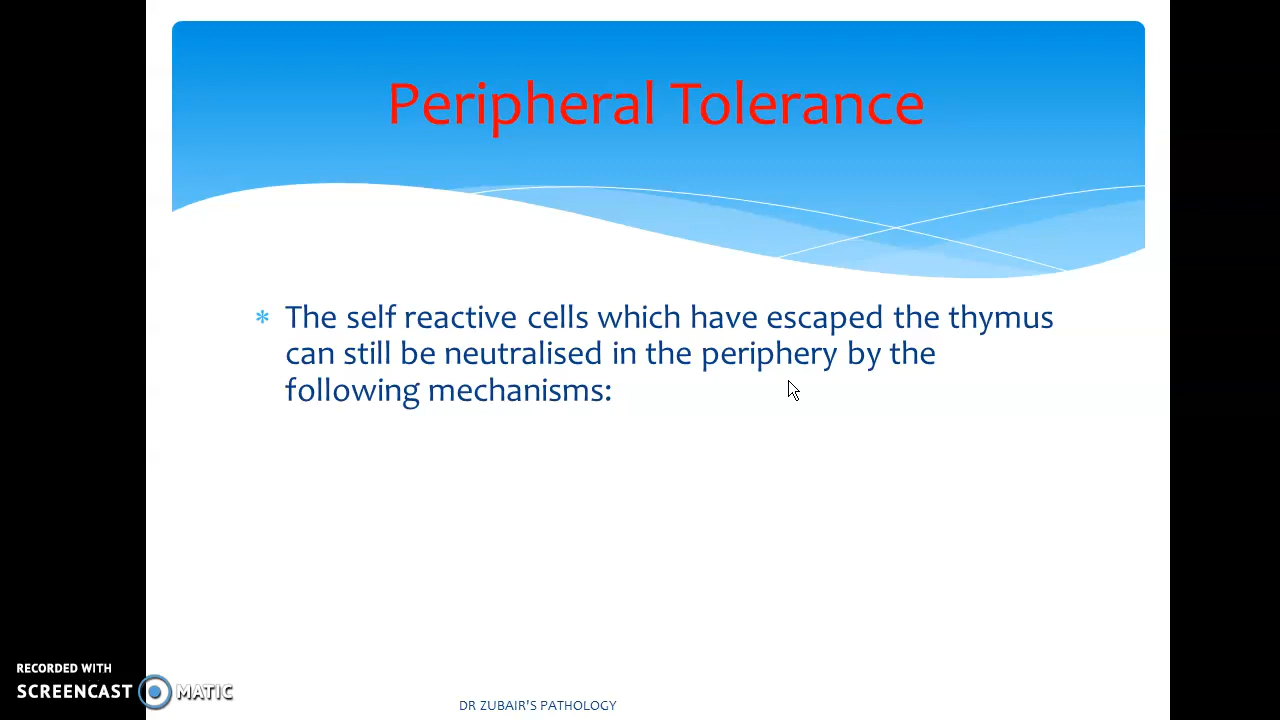 Peripheral Tolerance
* The self reactive cells which have escaped the thymus
can still be neutralised in the periphery by the
following mechanisms:
RECORDED WITH
SCREENCAST MATIC
DR ZUBAIR'S PATHOLOGY